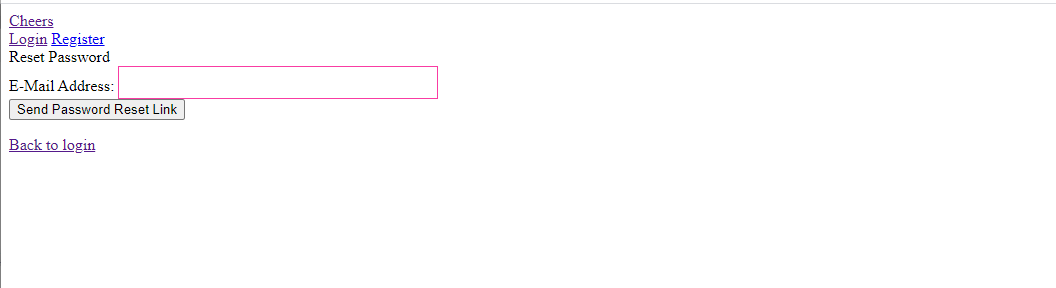 Cheers
Login Register
Reset Password
E-Mail Address:
Send Password Reset Link
Back to login